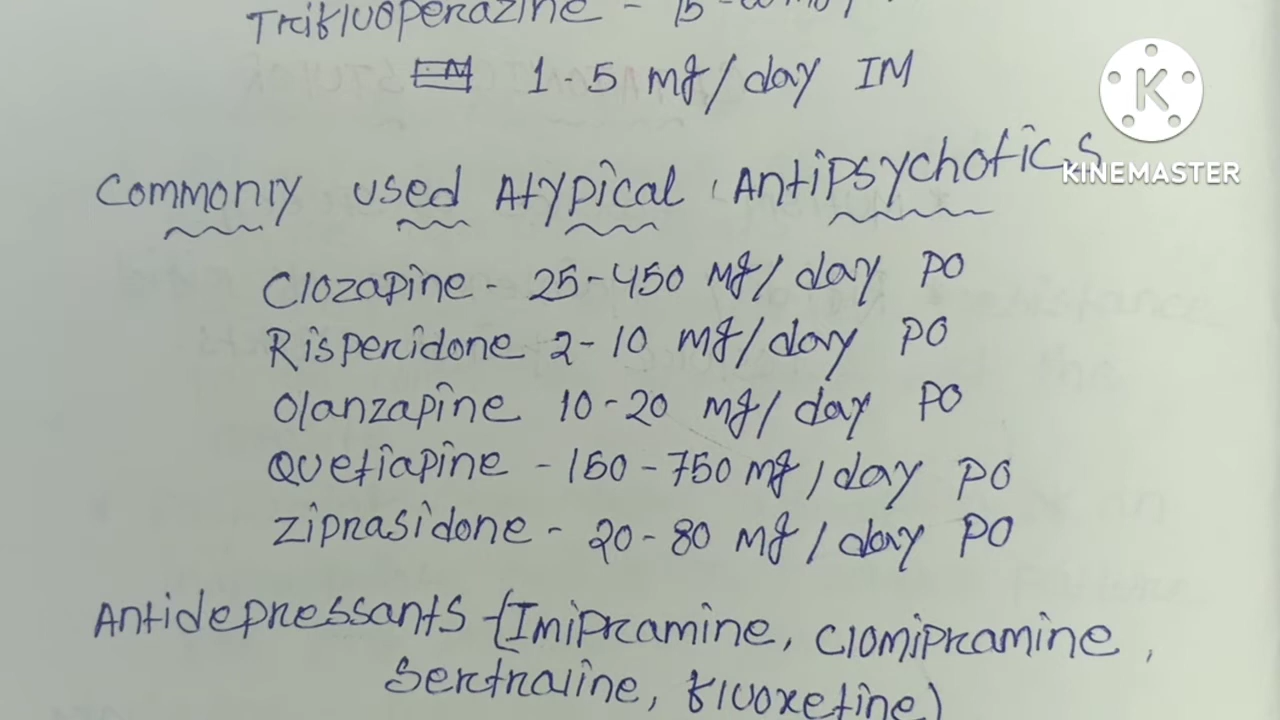 Trifluoperazine - 15-60 mg/
1-5 mg/day IM
K
KINEMASTER
Commonly used Atypical Antipsychotics
Clozapine - 25-450 mg/day PO
Risperidone 2-10 mg/day PO
Olanzapine 10-20 mg/day PO
Quetiapine - 150-750 mg/day PO
Ziprasidone - 20-80 mg/day PO
Antidepressants - (Imipramine, Clomipramine,
Sertraline, fluoxetine)